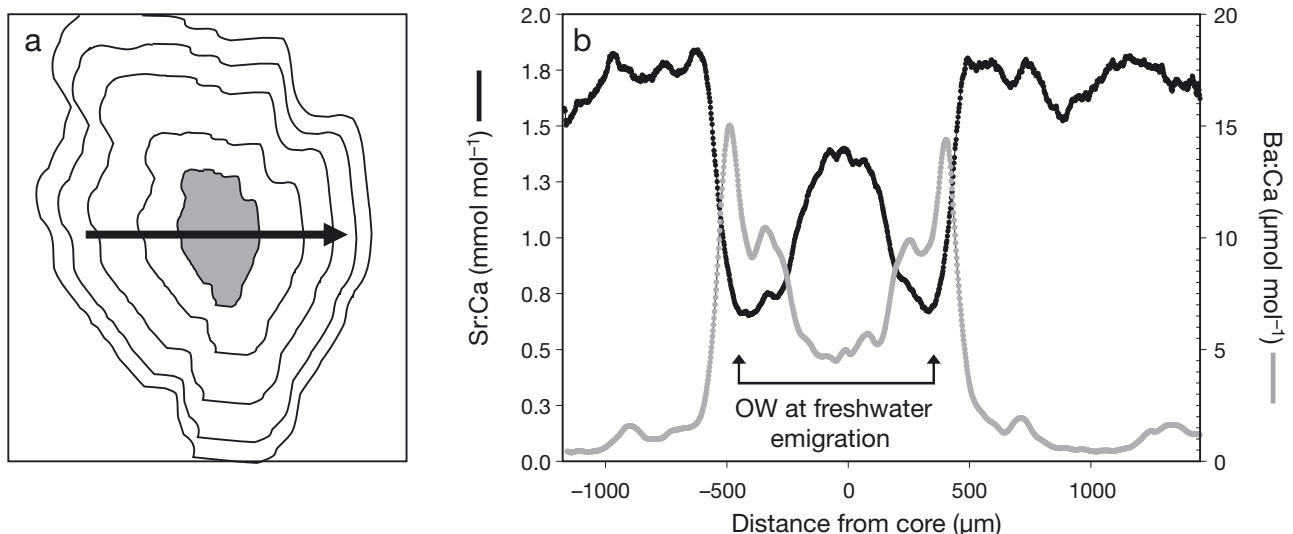 a
b
Sr:Ca (mmol mol⁻¹)
2.0
1.8
1.5
1.3
1.0
0.8
0.5
0.3
0.0
OW at freshwater
emigration
20
15
10
5
0
Ba:Ca (µmol mol⁻¹)
−1000
−500
0
500
1000
Distance from core (µm)